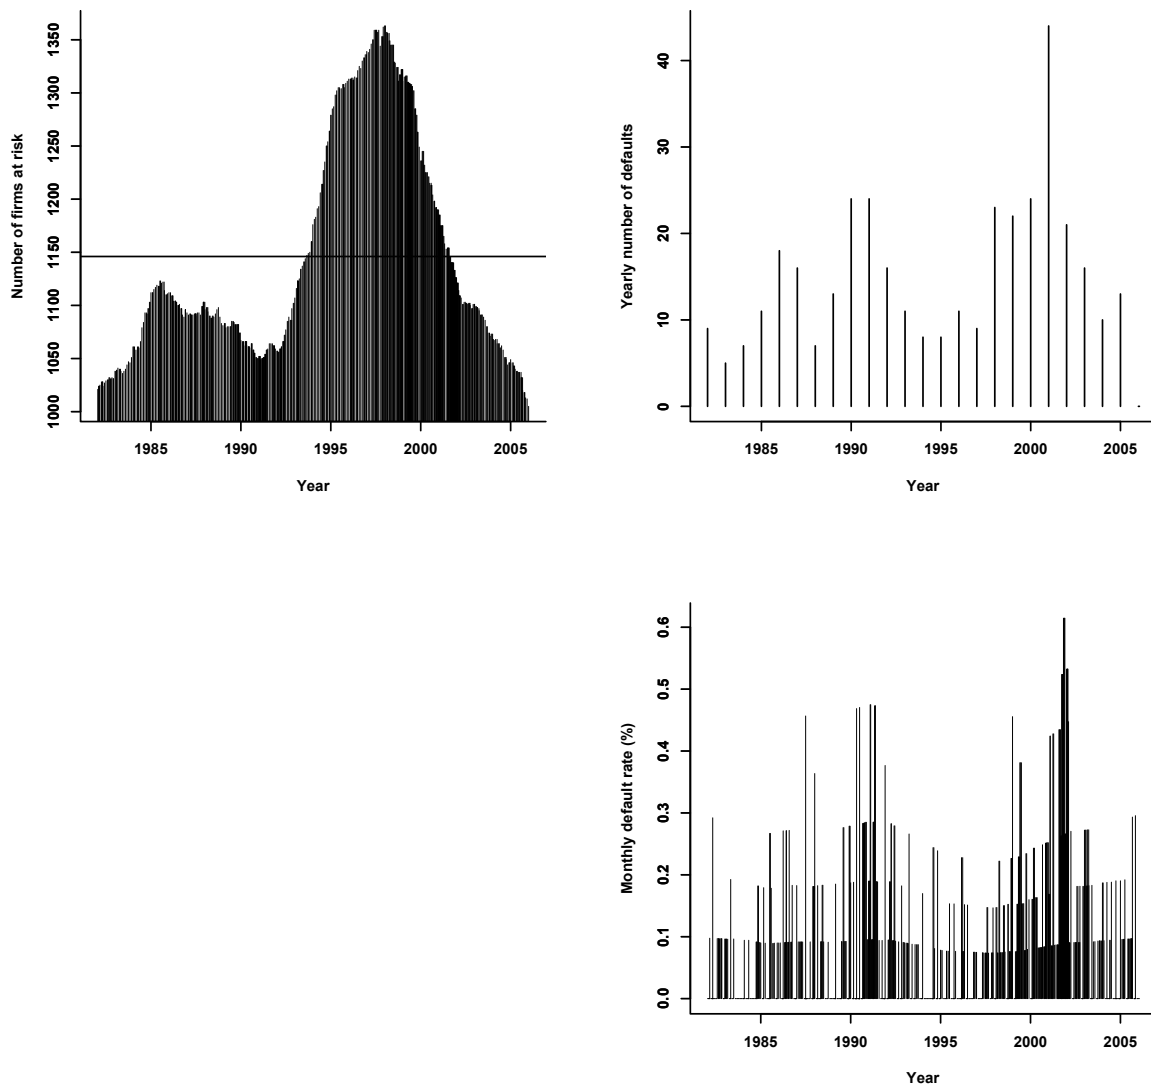 Number of firms at risk
1350
1300
1250
1200
1150
1100
1050
1000
1985 1990 1995 2000 2005
Year
Yearly number of defaults
40
30
20
10
0
1985 1990 1995 2000 2005
Year
Monthly default rate (%)
0.6
0.5
0.4
0.3
0.2
0.1
0.0
1985 1990 1995 2000 2005
Year